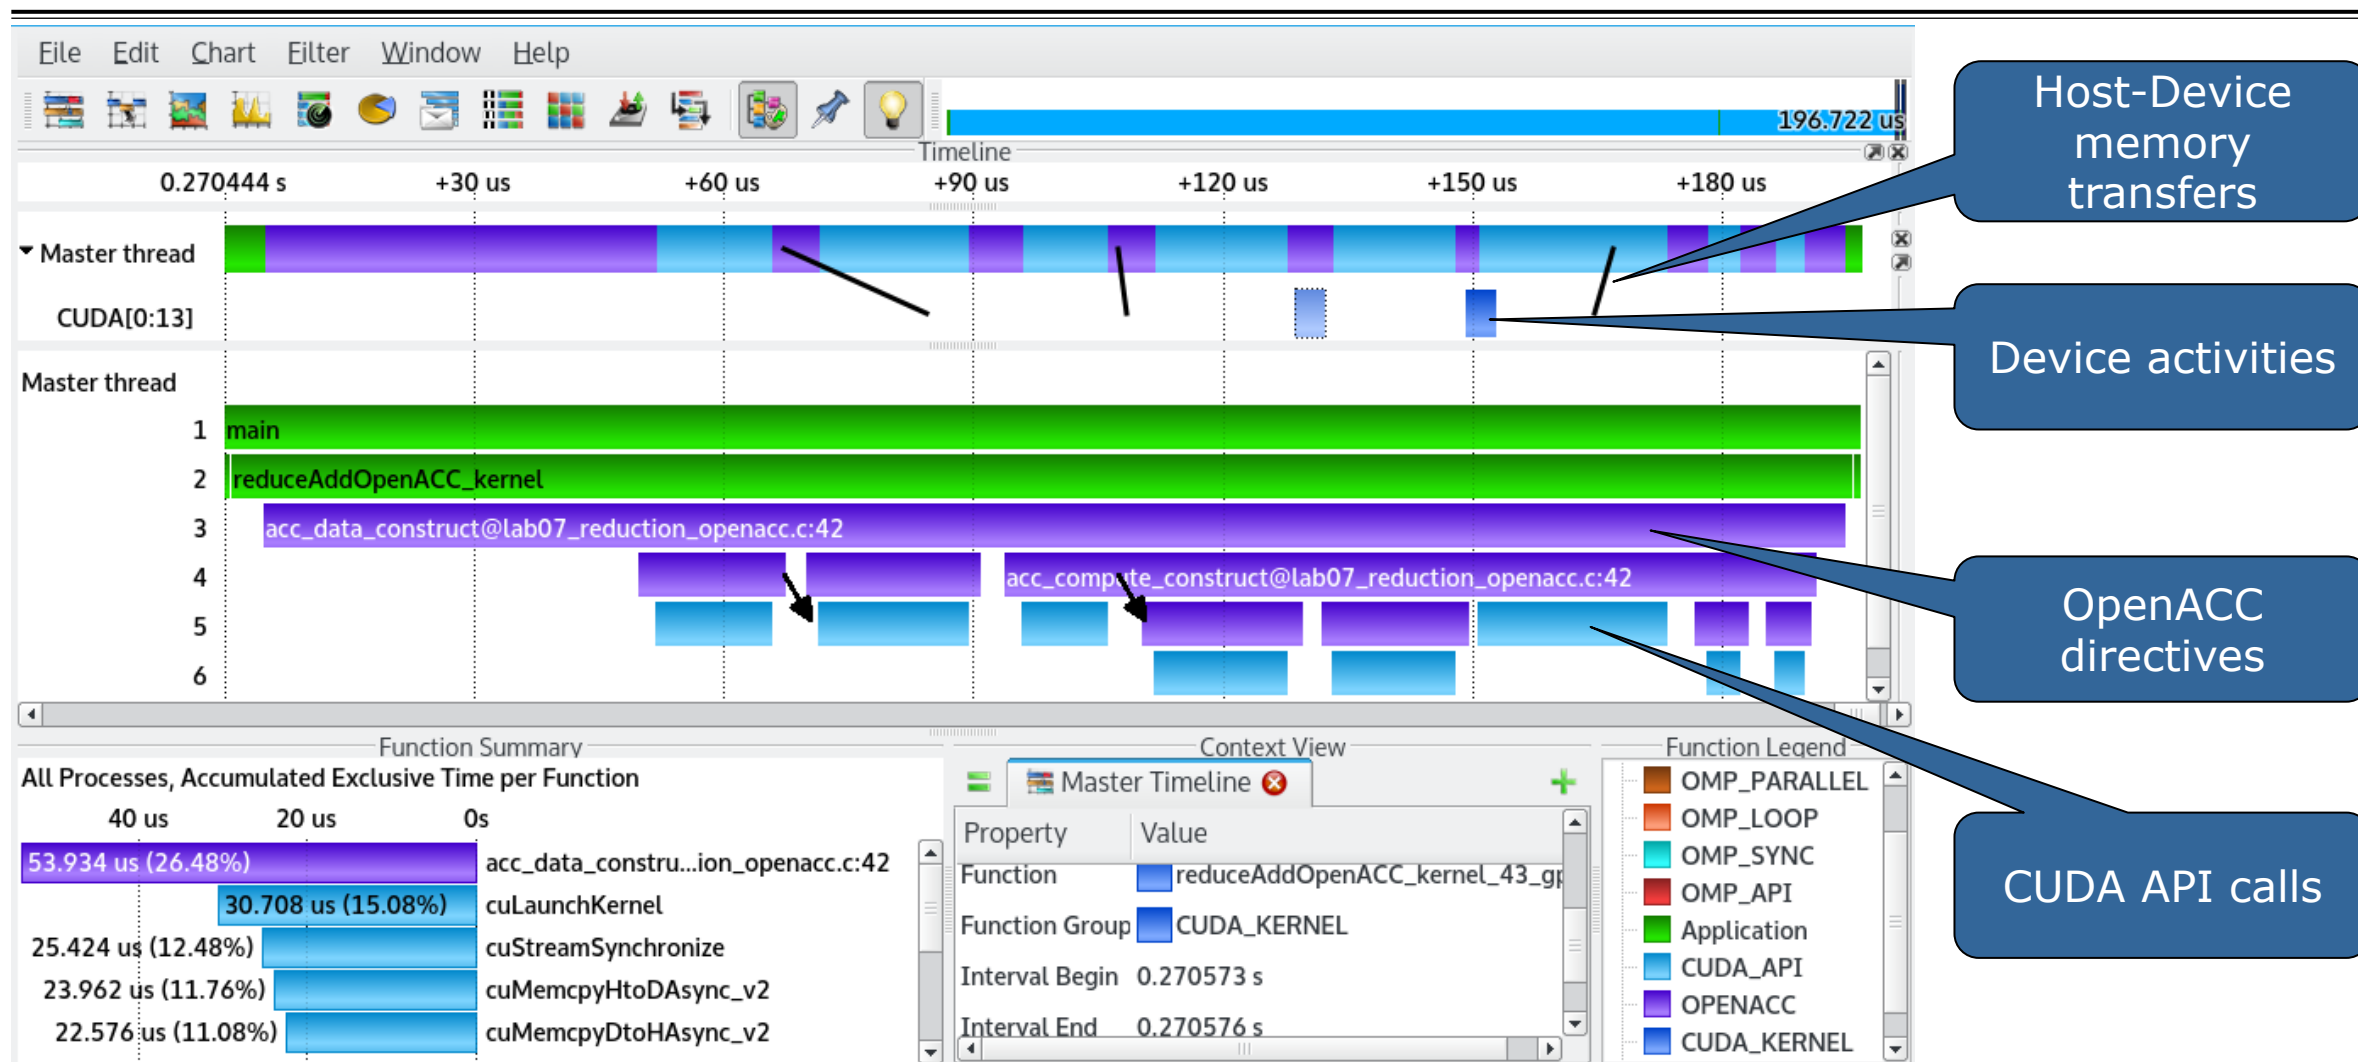 File Edit Chart Filter Window Help
196.722 us
Timeline
0.270444 s +30 us +60 us +90 us +120 us +150 us +180 us
Master thread
CUDA[0:13]
Master thread
1 main
2 reduceAddOpenACC_kernel
3 acc_data_construct@lab07_reduction_openacc.c:42
4 acc_compute_construct@lab07_reduction_openacc.c:42
5
6
Host-Device
memory
transfers
Device activities
OpenACC
directives
CUDA API calls
Function Summary
All Processes, Accumulated Exclusive Time per Function
40 us 20 us 0s
53.934 us (26.48%) acc_data_constru...ion_openacc.c:42
30.708 us (15.08%) cuLaunchKernel
25.424 us (12.48%) cuStreamSynchronize
23.962 us (11.76%) cuMemcpyHtoDAsync_v2
22.576 us (11.08%) cuMemcpyDtoHAsync_v2
Context View
Master Timeline
Property Value
Function reduceAddOpenACC_kernel_43_gp
Function Group CUDA_KERNEL
Interval Begin 0.270573 s
Interval End 0.270576 s
Function Legend
OMP_PARALLEL
OMP_LOOP
OMP_SYNC
OMP_API
Application
CUDA_API
OPENACC
CUDA_KERNEL